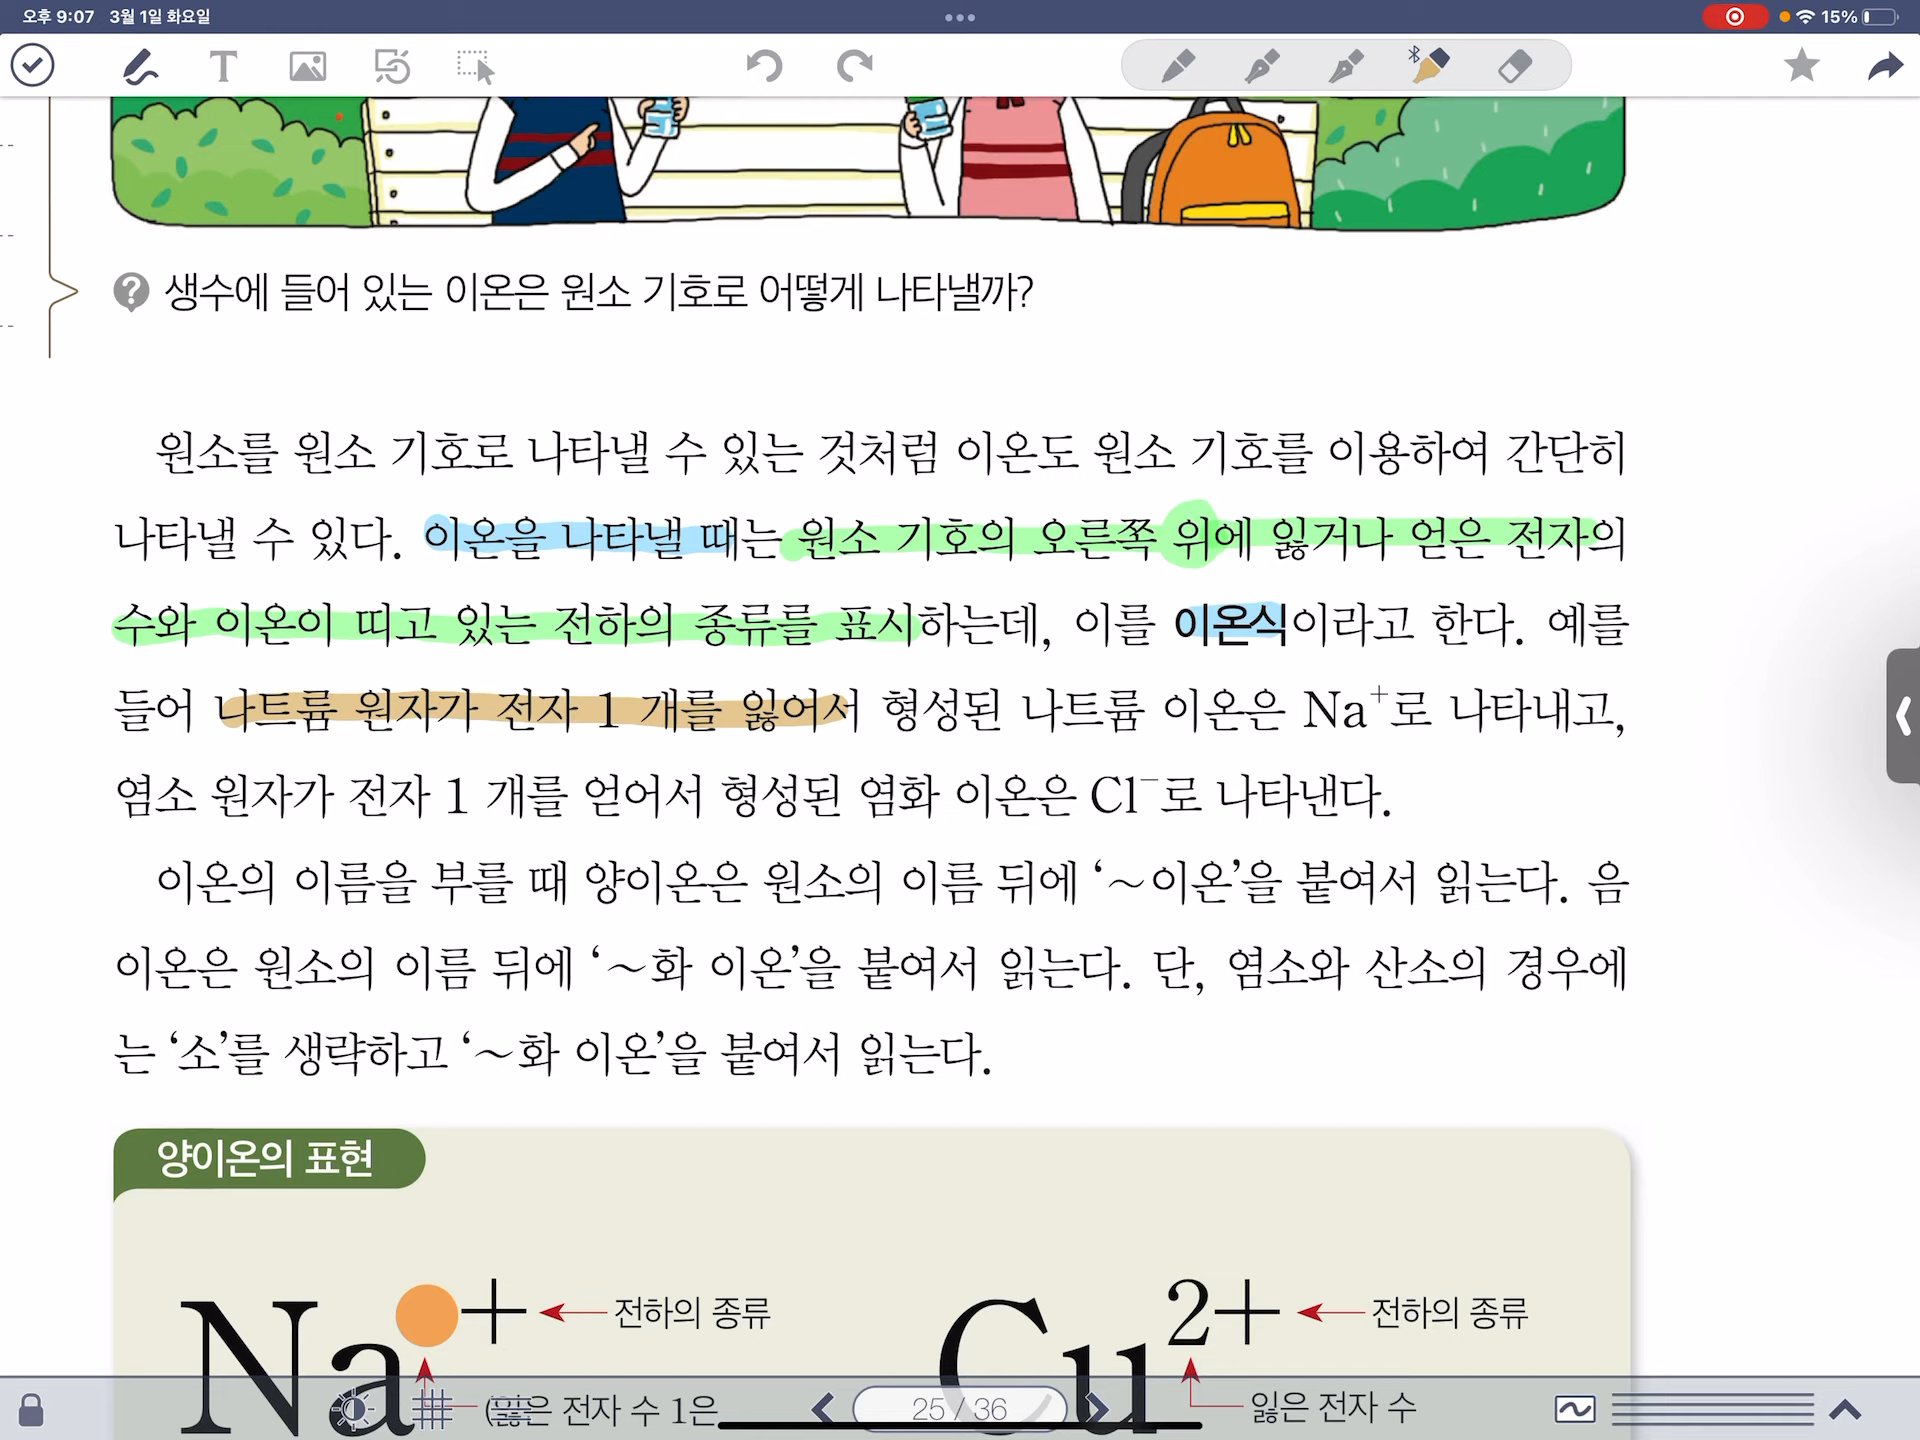 오후 9:07 3월 1일 화요일
15%
T
생수에 들어 있는 이온은 원소 기호로 어떻게 나타낼까?
원소를 원소 기호로 나타낼 수 있는 것처럼 이온도 원소 기호를 이용하여 간단히
나타낼 수 있다. 이온을 나타낼 때는 원소 기호의 오른쪽 위에 잃거나 얻은 전자의
수와 이온이 띠고 있는 전하의 종류를 표시하는데, 이를 이온식이라고 한다. 예를
들어 나트륨 원자가 전자 1 개를 잃어서 형성된 나트륨 이온은 Na⁺로 나타내고,
염소 원자가 전자 1 개를 얻어서 형성된 염화 이온은 Cl⁻로 나타낸다.
이온의 이름을 부를 때 양이온은 원소의 이름 뒤에 ‘~이온’을 붙여서 읽는다. 음
이온은 원소의 이름 뒤에 ‘~화 이온’을 붙여서 읽는다. 단, 염소와 산소의 경우에
는 ‘소’를 생략하고 ‘~화 이온’을 붙여서 읽는다.
양이온의 표현
Na + 전하의 종류
Cu 2+ 전하의 종류
(잃은 전자 수 1은
25 / 36
잃은 전자 수